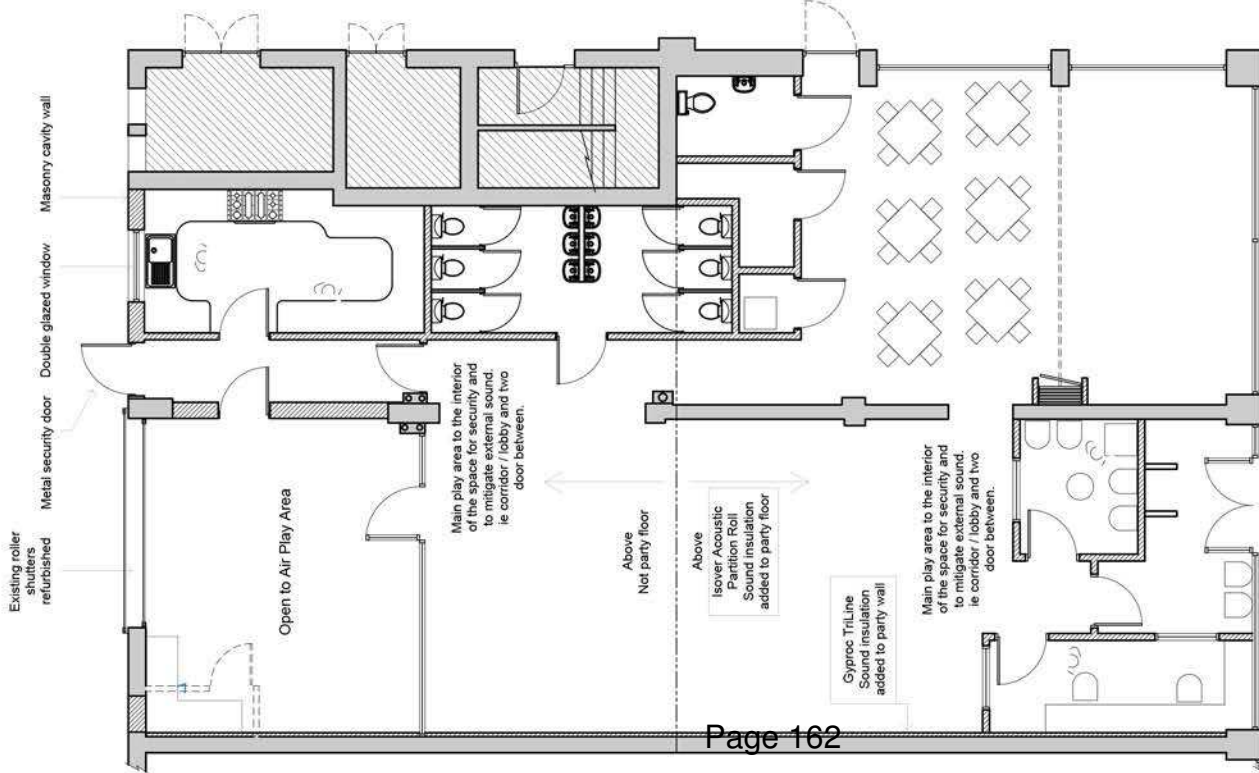 Existing roller
shutters
refurbished
Metal security door
Double glazed window
Masonry cavity wall
Open to Air Play Area
Main play area to the interior
of the space for security and
to mitigate external sound.
ie corridor / lobby and two
door between.
Above
Not party floor
Above
Isover Acoustic
Partition Roll
Sound insulation
added to party floor
Gyproc TriLine
Sound insulation
added to party wall
Main play area to the interior
of the space for security and
to mitigate external sound.
ie corridor / lobby and two
door between.
Page 162